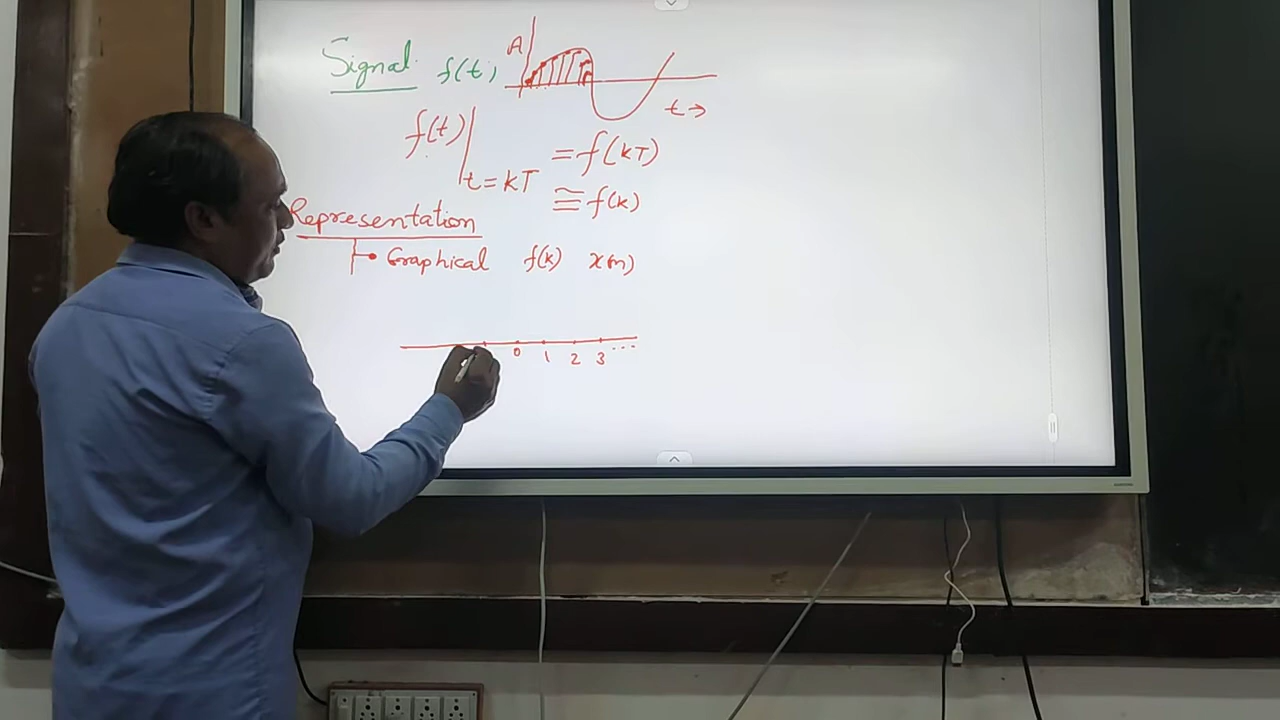 Signal f(t), A
t →
f(t)|t=kT = f(kT)
≅ f(k)
Representation
Graphical f(k) x(n)
0 1 2 3 ...